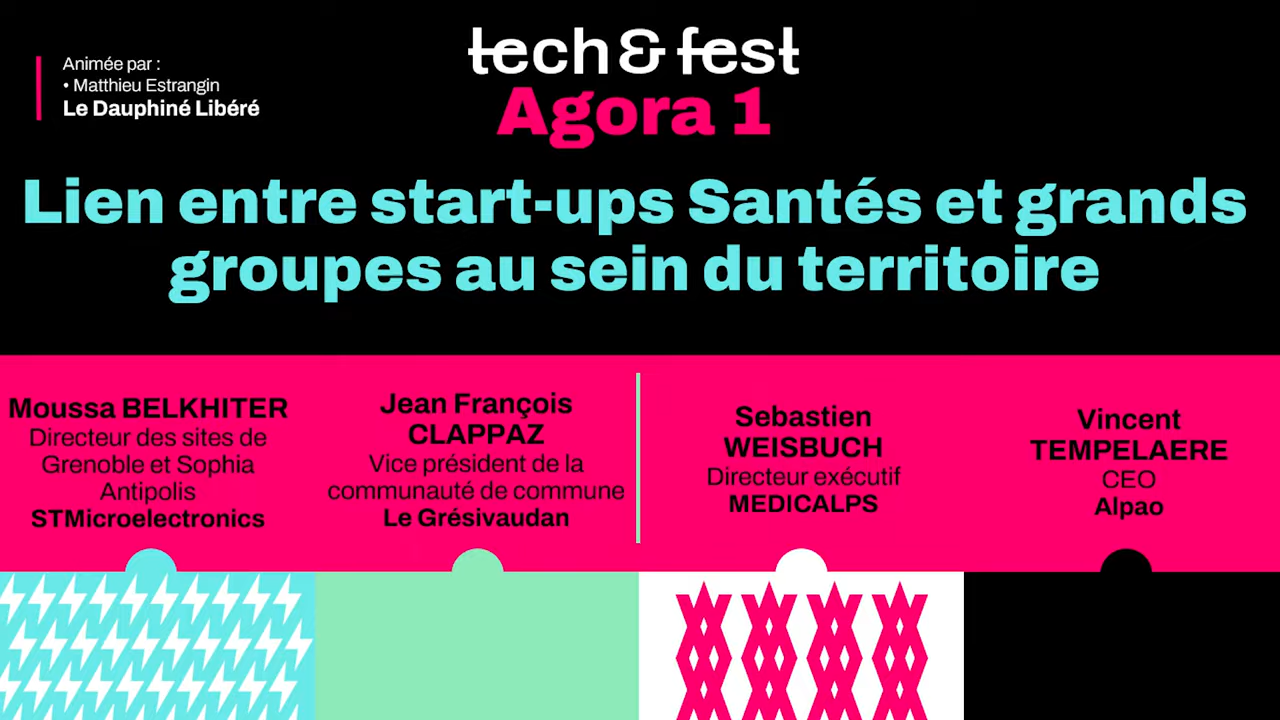 Animée par :
• Matthieu Estrangin
Le Dauphiné Libéré
tech & fest
Agora 1
Lien entre start-ups Santés et grands
groupes au sein du territoire
Moussa BELKHITER
Directeur des sites de
Grenoble et Sophia
Antipolis
STMicroelectronics
Jean François
CLAPPAZ
Vice président de la
communauté de commune
Le Grésivaudan
Sebastien
WEISBUCH
Directeur exécutif
MEDICALPS
Vincent
TEMPELAERE
CEO
Alpao